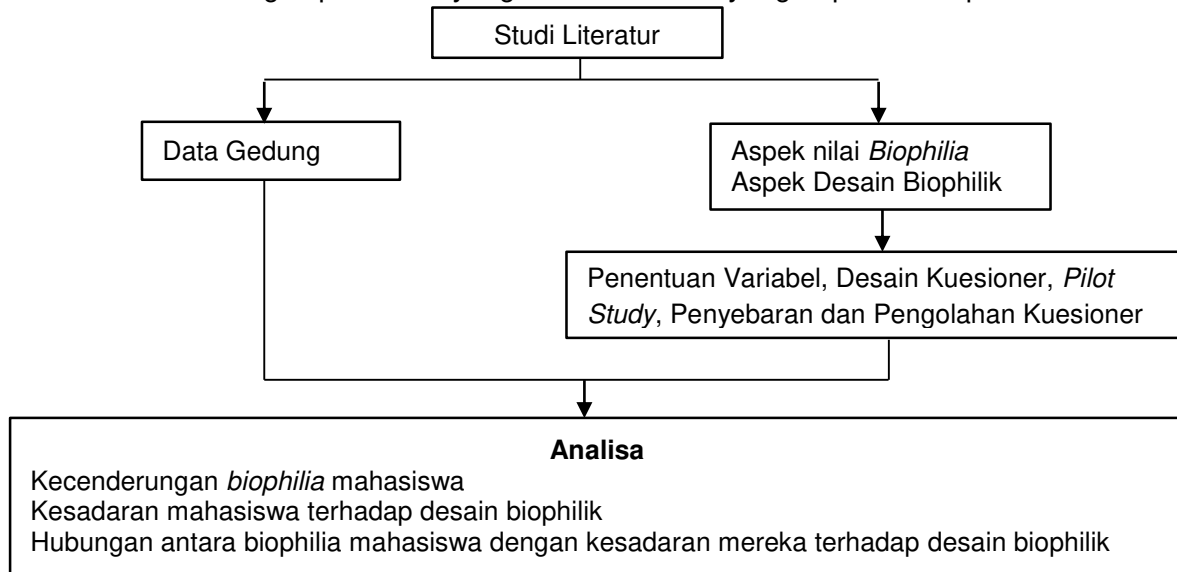 Studi Literatur
Data Gedung
Aspek nilai Biophilia
Aspek Desain Biophilik
Penentuan Variabel, Desain Kuesioner, Pilot
Study, Penyebaran dan Pengolahan Kuesioner
Analisa
Kecenderungan biophilia mahasiswa
Kesadaran mahasiswa terhadap desain biophilik
Hubungan antara biophilia mahasiswa dengan kesadaran mereka terhadap desain biophilik